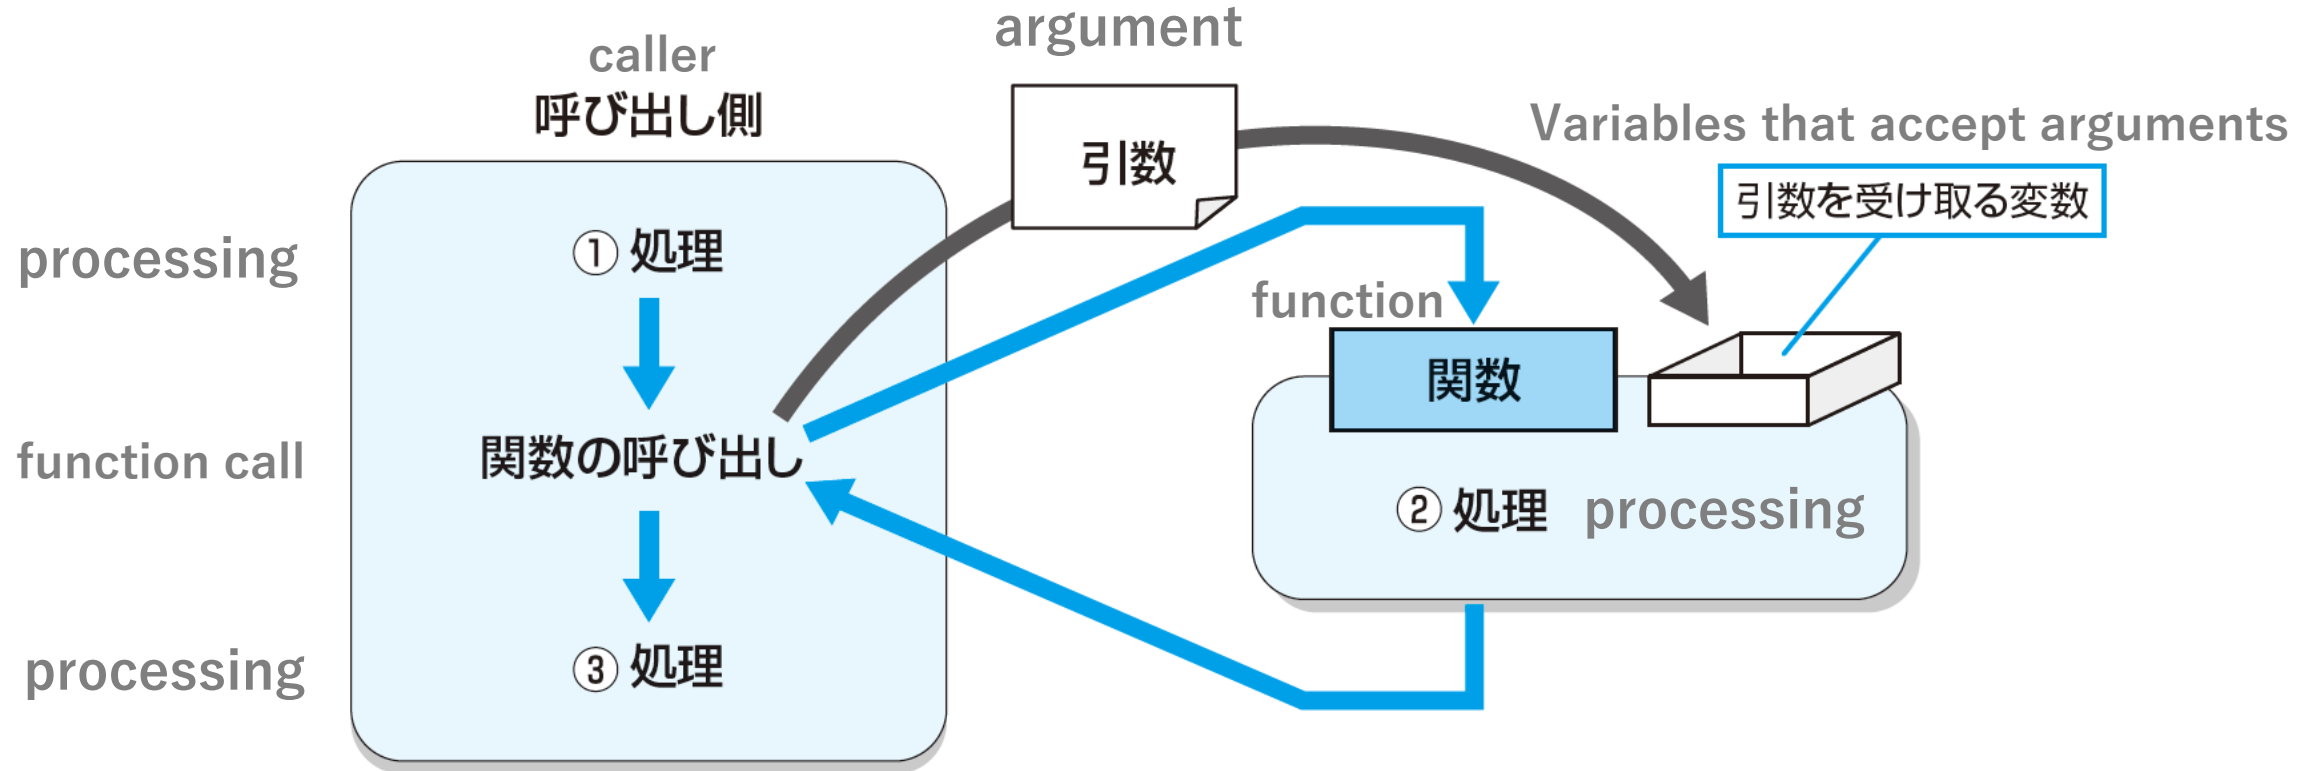 argument
caller
呼び出し側
Variables that accept arguments
引数
引数を受け取る変数
processing
① 処理
function
関数
function call
関数の呼び出し
② 処理 processing
processing
③ 処理